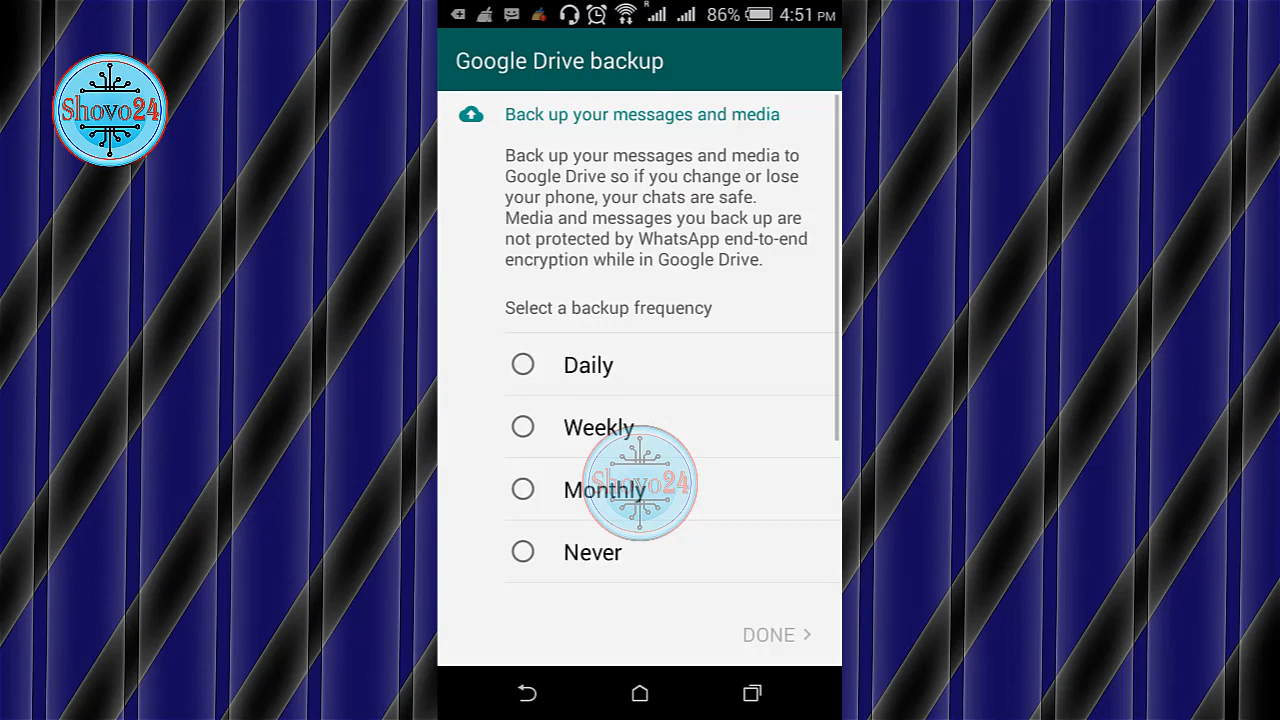 R 86% 4:51 PM
Shovo24
Google Drive backup
Back up your messages and media
Back up your messages and media to
Google Drive so if you change or lose
your phone, your chats are safe.
Media and messages you back up are
not protected by WhatsApp end-to-end
encryption while in Google Drive.
Select a backup frequency
Daily
Weekly
Shovo24
Monthly
Never
DONE